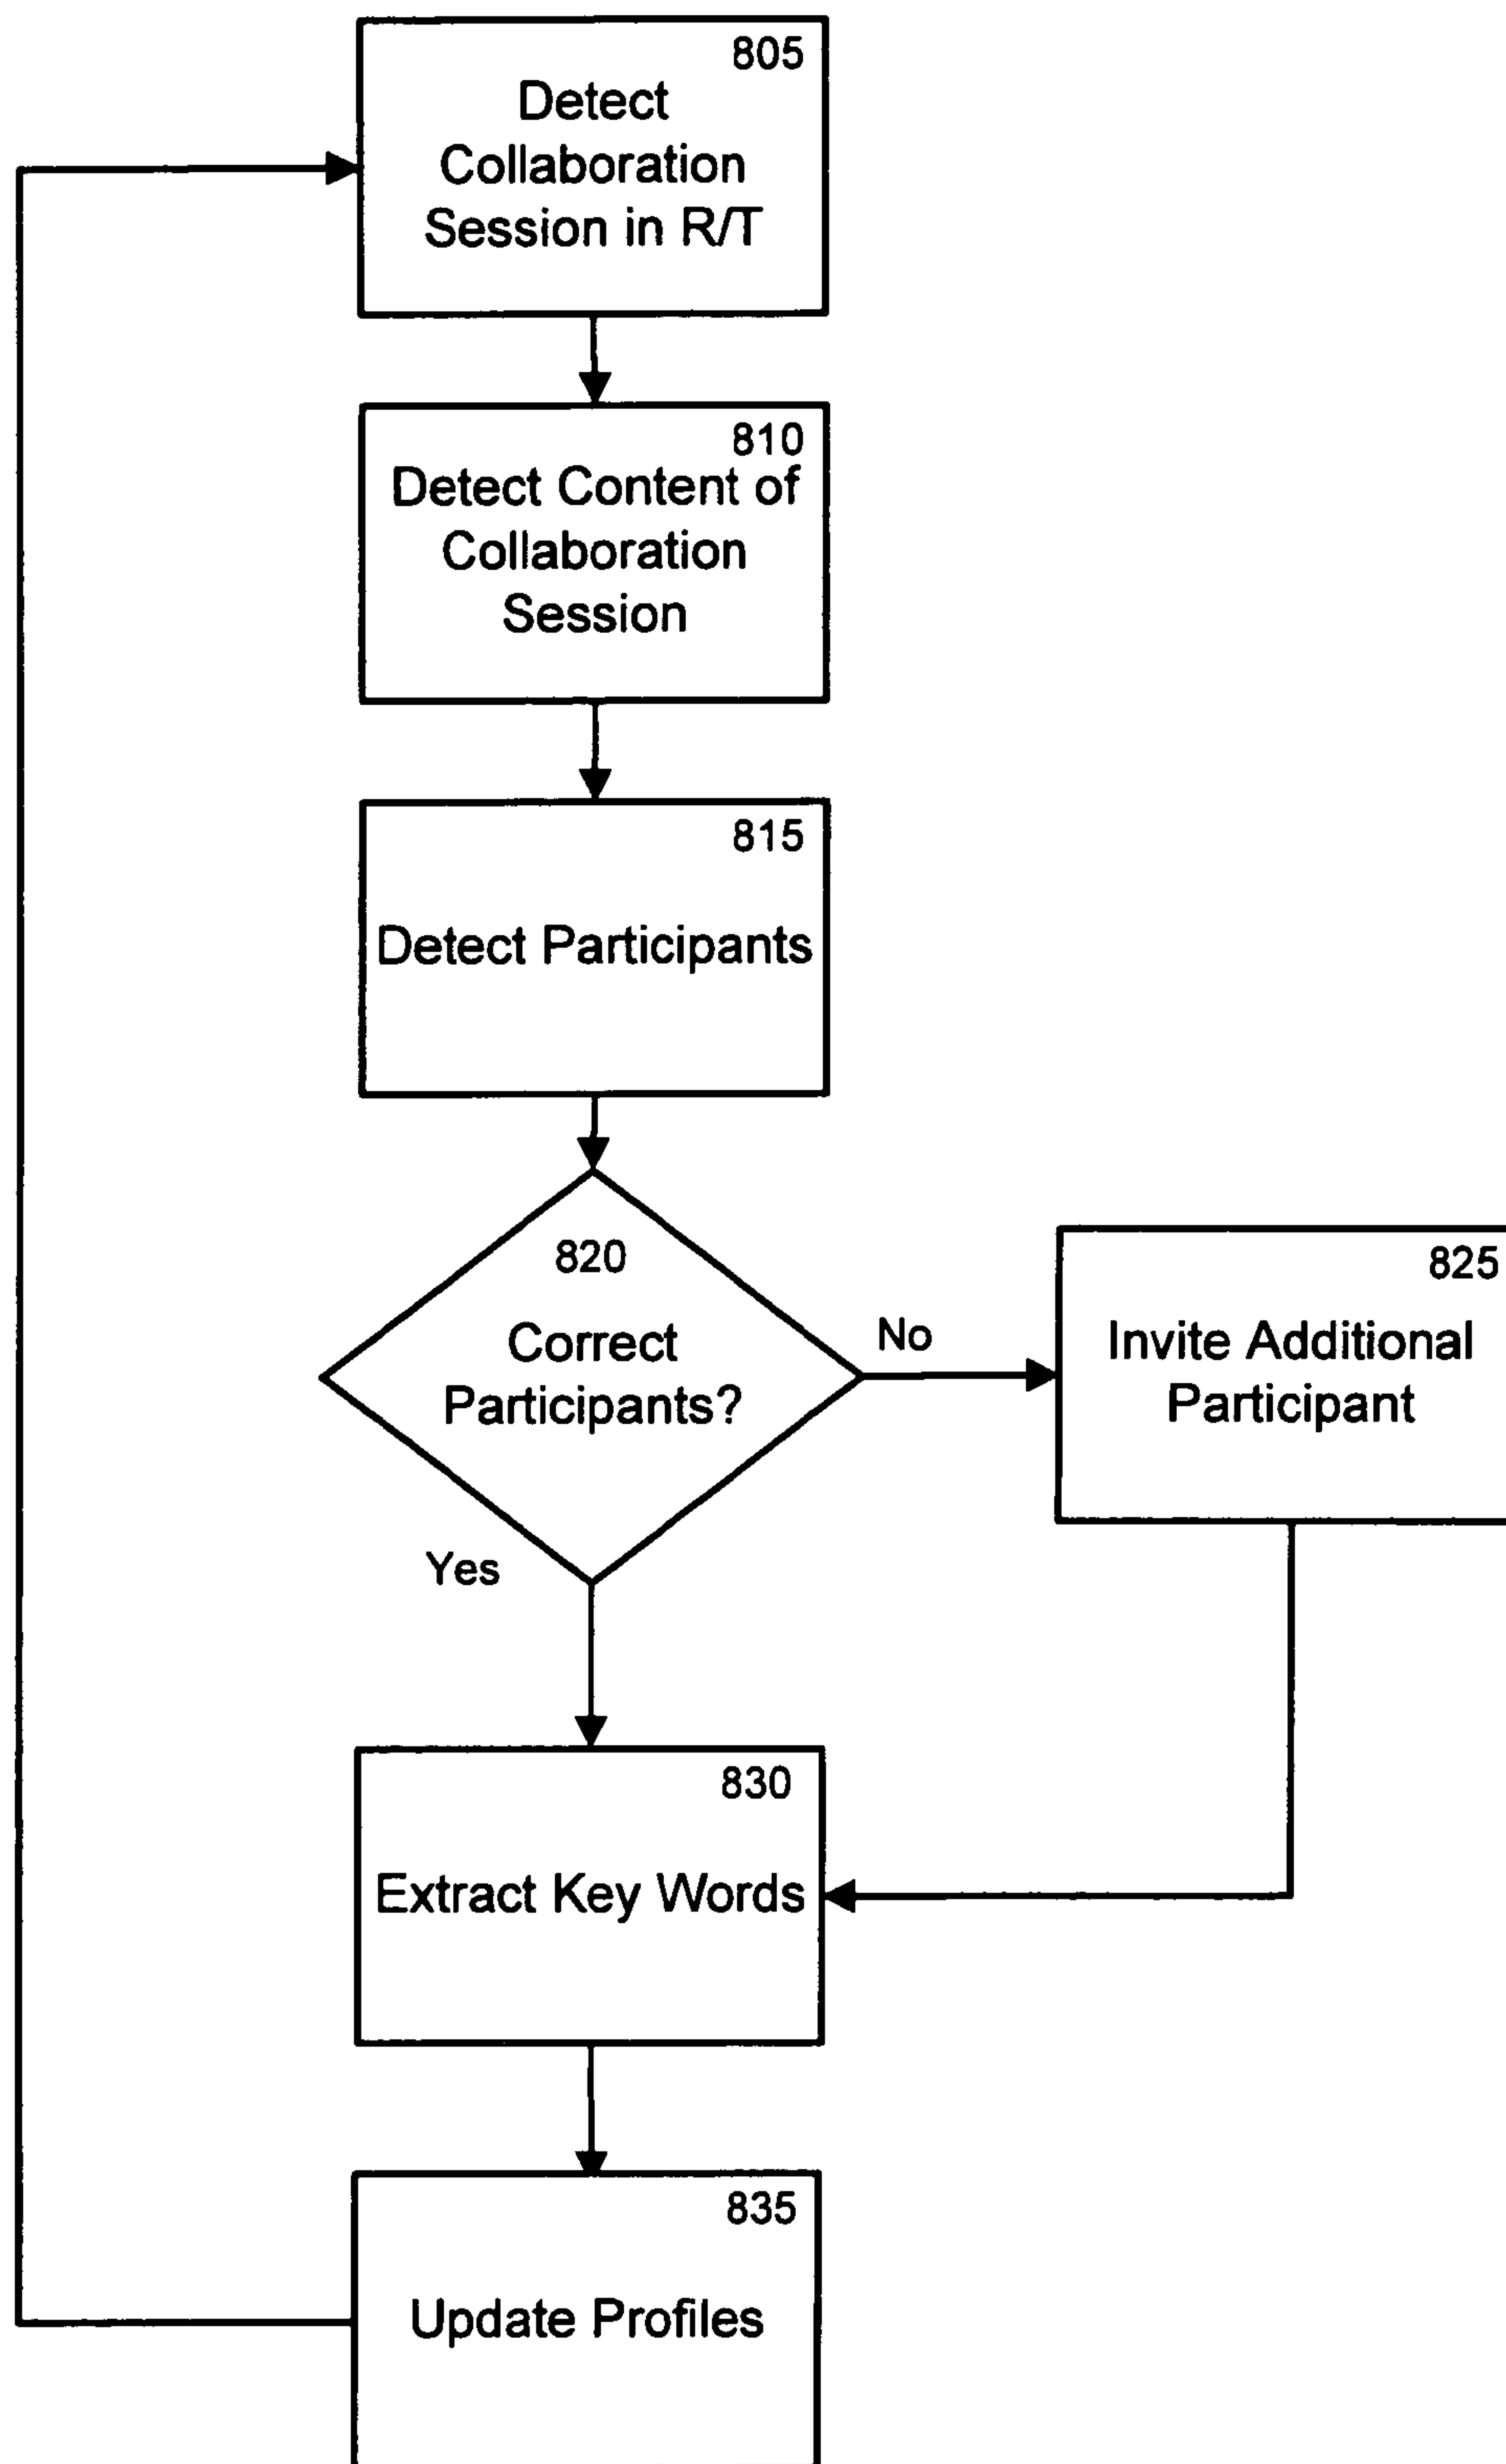 805
Detect
Collaboration
Session in R/T
810
Detect Content of
Collaboration
Session
815
Detect Participants
820
Correct
Participants?
No
825
Invite Additional
Participant
Yes
830
Extract Key Words
835
Update Profiles